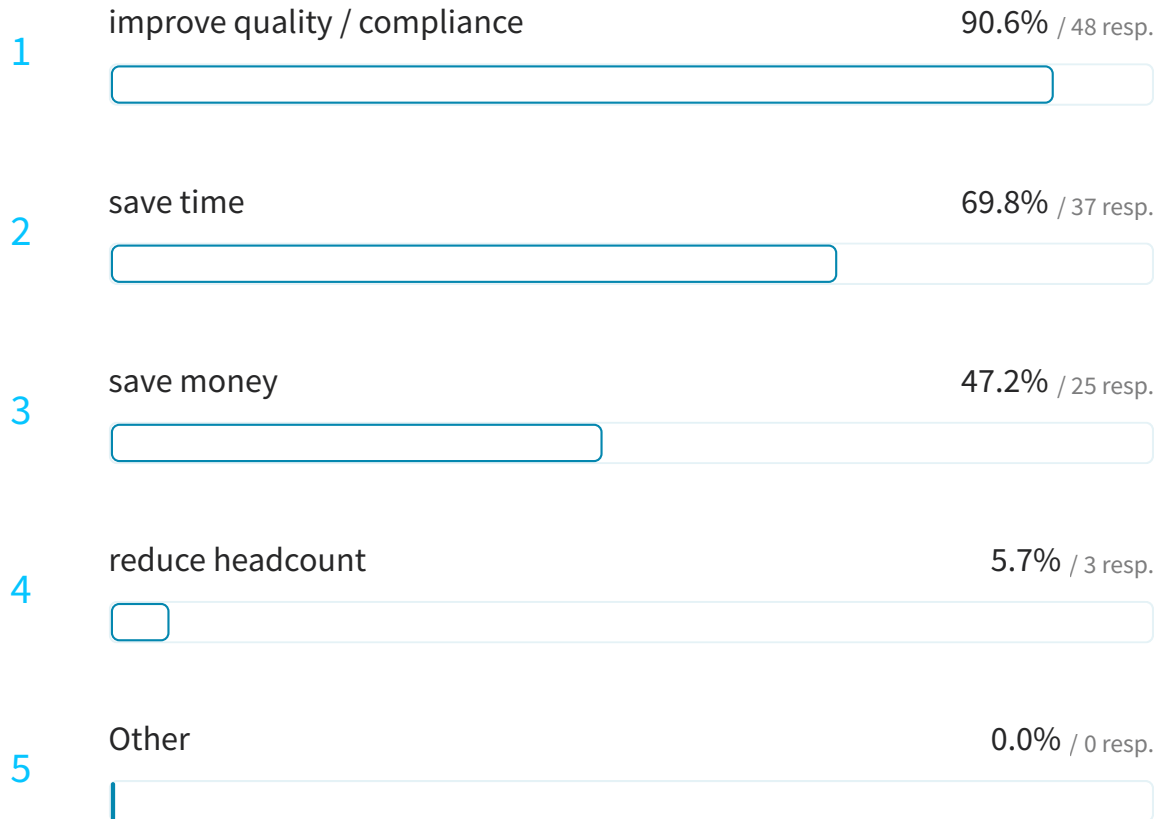 1 improve quality / compliance 90.6% / 48 resp.
2 save time 69.8% / 37 resp.
3 save money 47.2% / 25 resp.
4 reduce headcount 5.7% / 3 resp.
5 Other 0.0% / 0 resp.